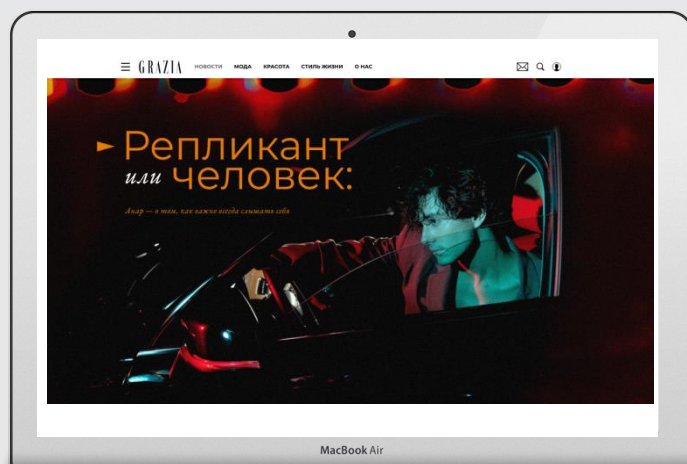 GRAZIA НОВОСТИ МОДА КРАСОТА СТИЛЬ ЖИЗНИ О НАС
Репликант
или человек:
Анар — о том, как важно всегда слышать себя
MacBook Air